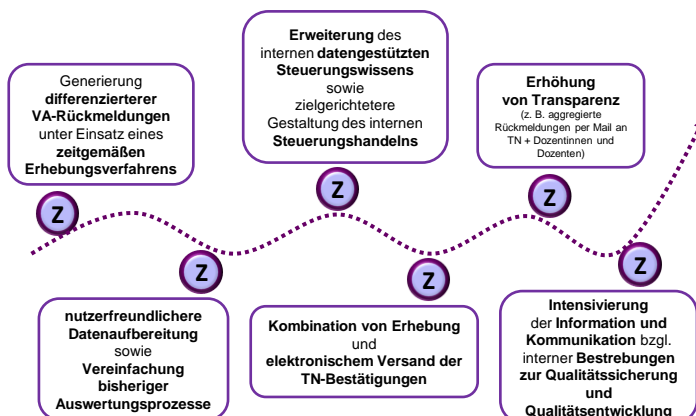 Generierung
differenzierterer
VA-Rückmeldungen
unter Einsatz eines
zeitgemäßen
Erhebungsverfahrens
Z
nutzerfreundlichere
Datenaufbereitung
sowie
Vereinfachung
bisheriger
Auswertungsprozesse
Z
Erweiterung des
internen datengestützten
Steuerungswissens
sowie
zielgerichtetere
Gestaltung des internen
Steuerungshandelns
Z
Kombination von Erhebung
und
elektronischem Versand der
TN-Bestätigungen
Z
Erhöhung
von Transparenz
(z. B. aggregierte
Rückmeldungen per Mail an
TN + Dozentinnen und
Dozenten)
Z
Intensivierung
der Information und
Kommunikation bzgl.
interner Bestrebungen
zur Qualitätssicherung
und
Qualitätsentwicklung
Z